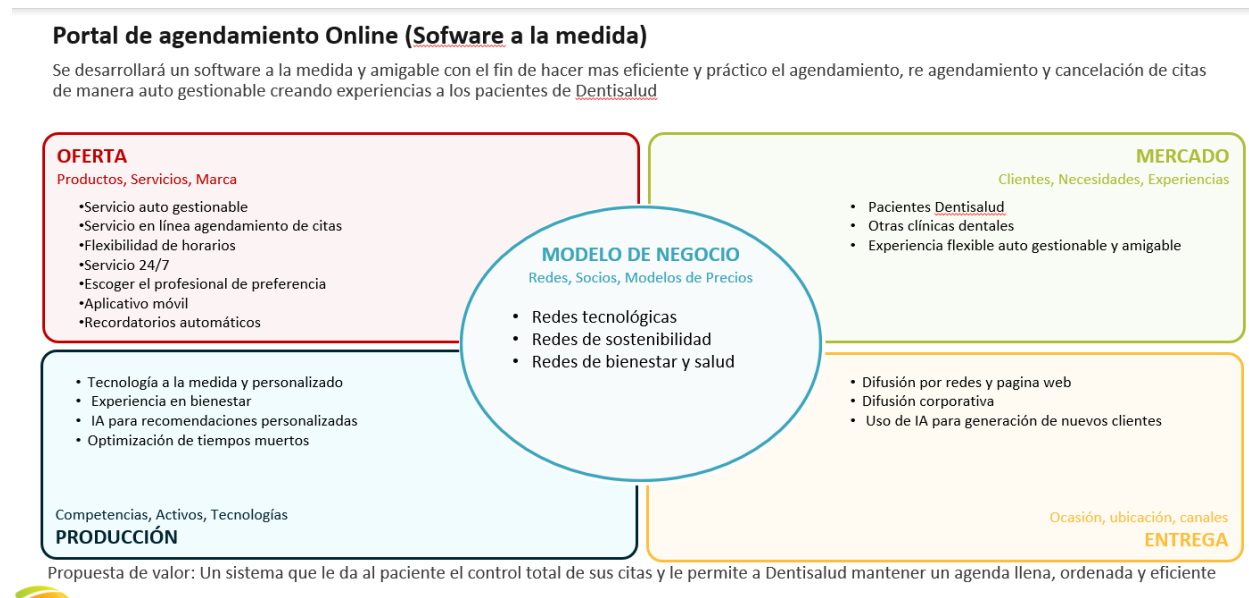 Portal de agendamiento Online (Sofware a la medida)
Se desarrollará un software a la medida y amigable con el fin de hacer mas eficiente y práctico el agendamiento, re agendamiento y cancelación de citas
de manera auto gestionable creando experiencias a los pacientes de Dentisalud
OFERTA
Productos, Servicios, Marca
•Servicio auto gestionable
•Servicio en línea agendamiento de citas
•Flexibilidad de horarios
•Servicio 24/7
•Escoger el profesional de preferencia
•Aplicativo móvil
•Recordatorios automáticos
MERCADO
Clientes, Necesidades, Experiencias
• Pacientes Dentisalud
• Otras clínicas dentales
• Experiencia flexible auto gestionable y amigable
MODELO DE NEGOCIO
Redes, Socios, Modelos de Precios
• Redes tecnológicas
• Redes de sostenibilidad
• Redes de bienestar y salud
• Tecnología a la medida y personalizado
• Experiencia en bienestar
• IA para recomendaciones personalizadas
• Optimización de tiempos muertos
Competencias, Activos, Tecnologías
PRODUCCIÓN
• Difusión por redes y pagina web
• Difusión corporativa
• Uso de IA para generación de nuevos clientes
Ocasión, ubicación, canales
ENTREGA
Propuesta de valor: Un sistema que le da al paciente el control total de sus citas y le permite a Dentisalud mantener un agenda llena, ordenada y eficiente